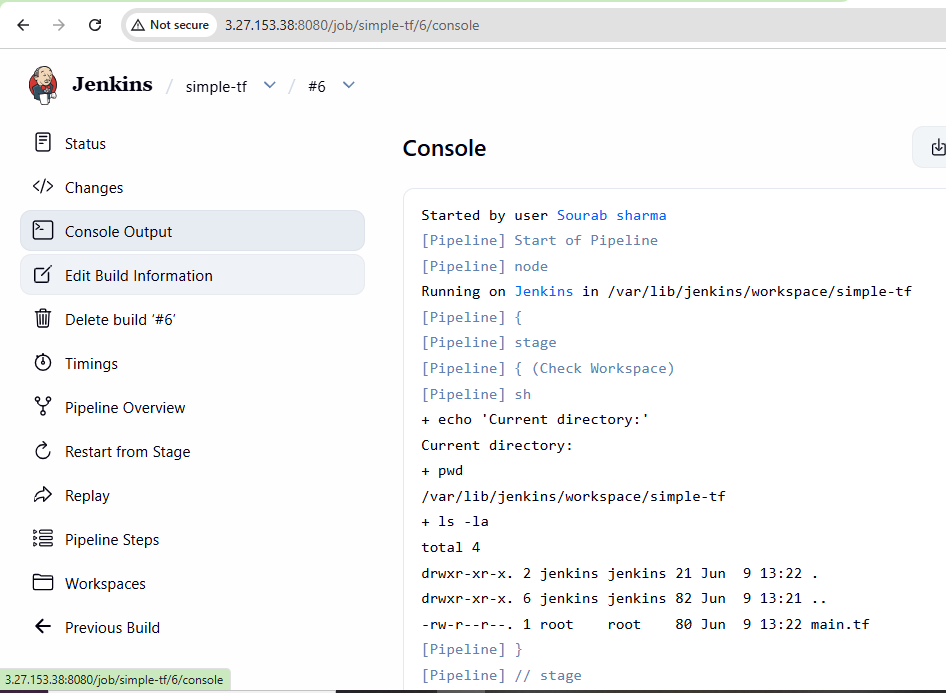 Not secure 3.27.153.38:8080/job/simple-tf/6/console
Jenkins / simple-tf / #6
Status
Changes
Console Output
Edit Build Information
Delete build '#6'
Timings
Pipeline Overview
Restart from Stage
Replay
Pipeline Steps
Workspaces
Previous Build
Console
Started by user Sourab sharma
[Pipeline] Start of Pipeline
[Pipeline] node
Running on Jenkins in /var/lib/jenkins/workspace/simple-tf
[Pipeline] {
[Pipeline] stage
[Pipeline] { (Check Workspace)
[Pipeline] sh
+ echo 'Current directory:'
Current directory:
+ pwd
/var/lib/jenkins/workspace/simple-tf
+ ls -la
total 4
drwxr-xr-x. 2 jenkins jenkins 21 Jun  9 13:22 .
drwxr-xr-x. 6 jenkins jenkins 82 Jun  9 13:21 ..
-rw-r--r--. 1 root    root    80 Jun  9 13:22 main.tf
[Pipeline] }
[Pipeline] // stage
3.27.153.38:8080/job/simple-tf/6/console